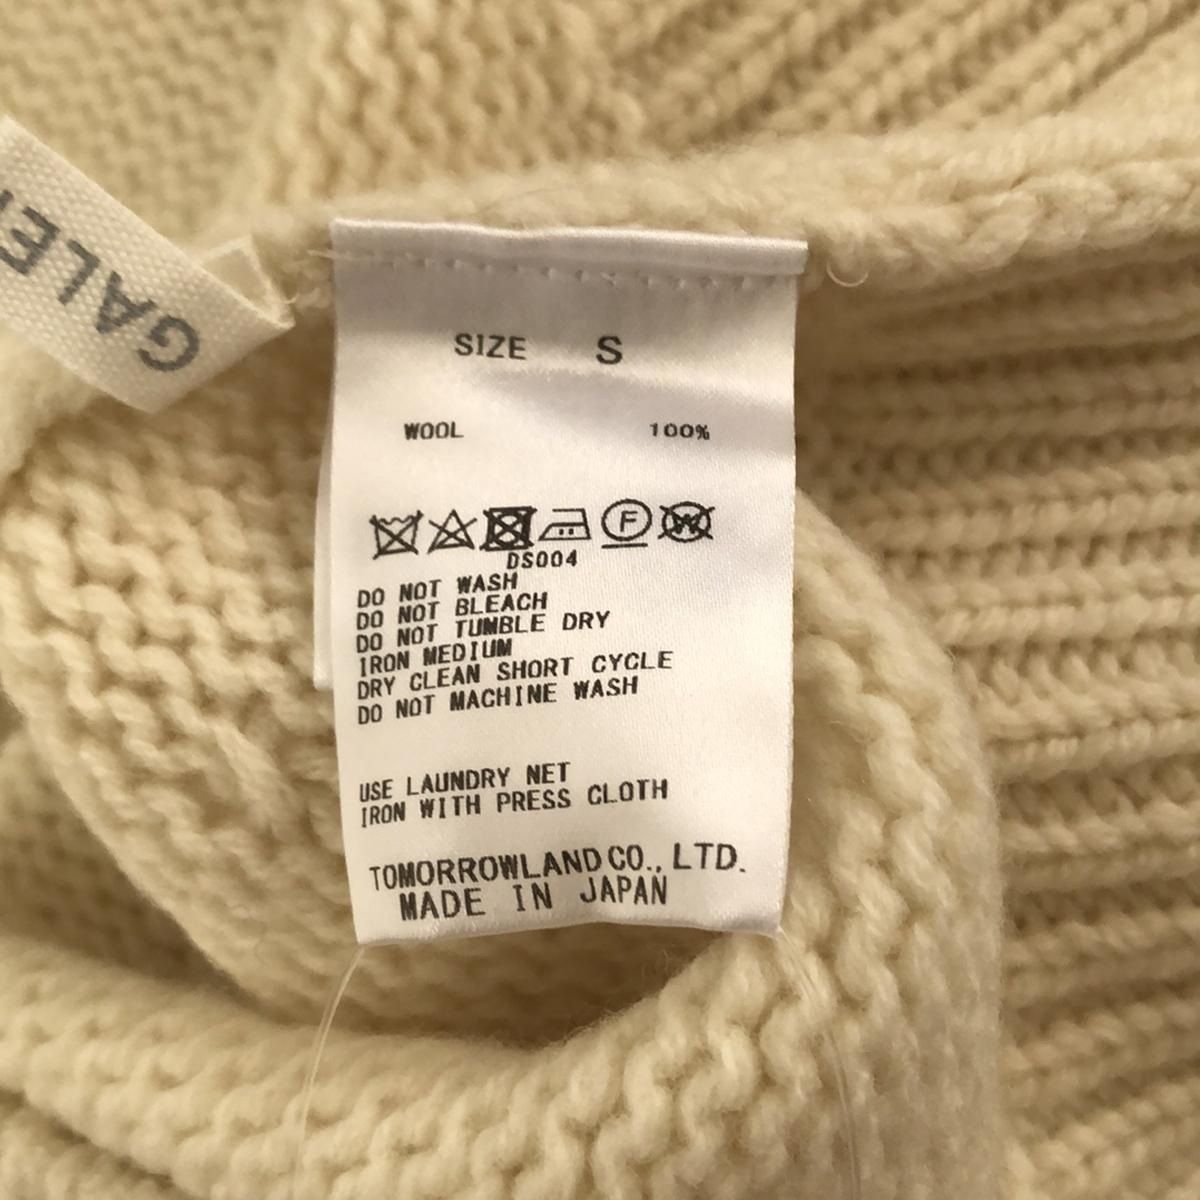 GALE
SIZE S
WOOL 100%
F W
DS004
DO NOT WASH
DO NOT BLEACH
DO NOT TUMBLE DRY
IRON MEDIUM
DRY CLEAN SHORT CYCLE
DO NOT MACHINE WASH
USE LAUNDRY NET
IRON WITH PRESS CLOTH
TOMORROWLAND CO., LTD.
MADE IN JAPAN